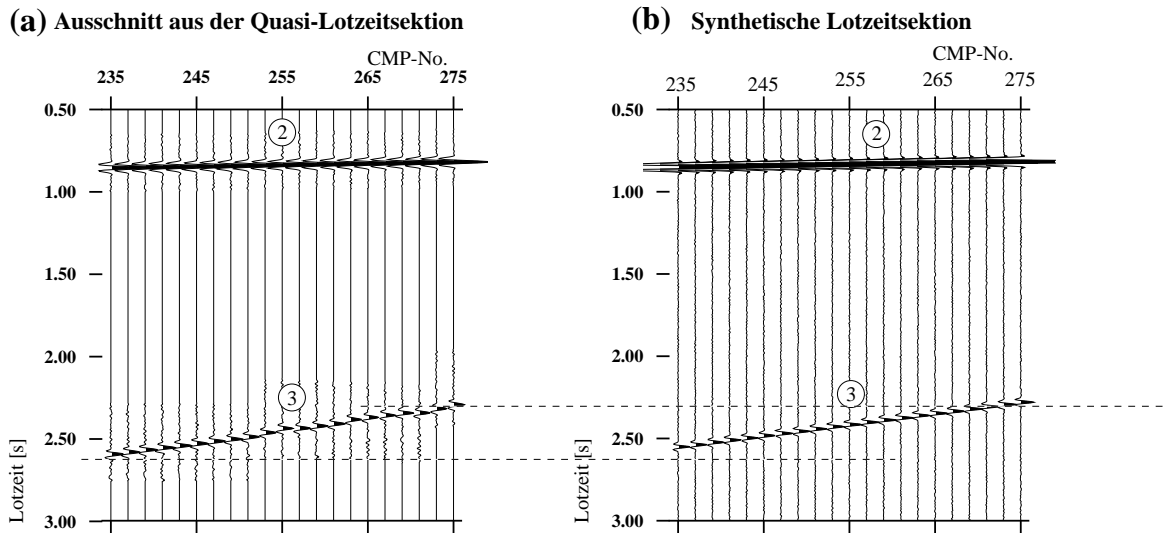 (a) Ausschnitt aus der Quasi-Lotzeitsektion
CMP-No.
235 245 255 265 275
0.50
1.00
1.50
2.00
2.50
3.00
Lotzeit [s]
2
3
(b) Synthetische Lotzeitsektion
CMP-No.
235 245 255 265 275
0.50
1.00
1.50
2.00
2.50
3.00
Lotzeit [s]
2
3